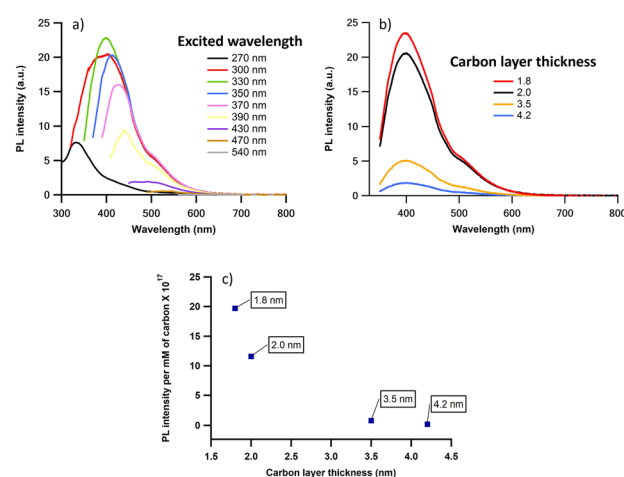 a)
Excited wavelength
270 nm
300 nm
330 nm
350 nm
370 nm
390 nm
430 nm
470 nm
540 nm
PL intensity (a.u.)
25
20
15
10
5
0
300 400 500 600 700 800
Wavelength (nm)
b)
Carbon layer thickness
1.8
2.0
3.5
4.2
PL intensity (a.u.)
25
20
15
10
5
0
400 500 600 700 800
Wavelength (nm)
c)
PL intensity per mM of carbon X 10^17
25
20
15
10
5
0
1.8 nm
2.0 nm
3.5 nm
4.2 nm
1.5 2.0 2.5 3.0 3.5 4.0 4.5
Carbon layer thickness (nm)